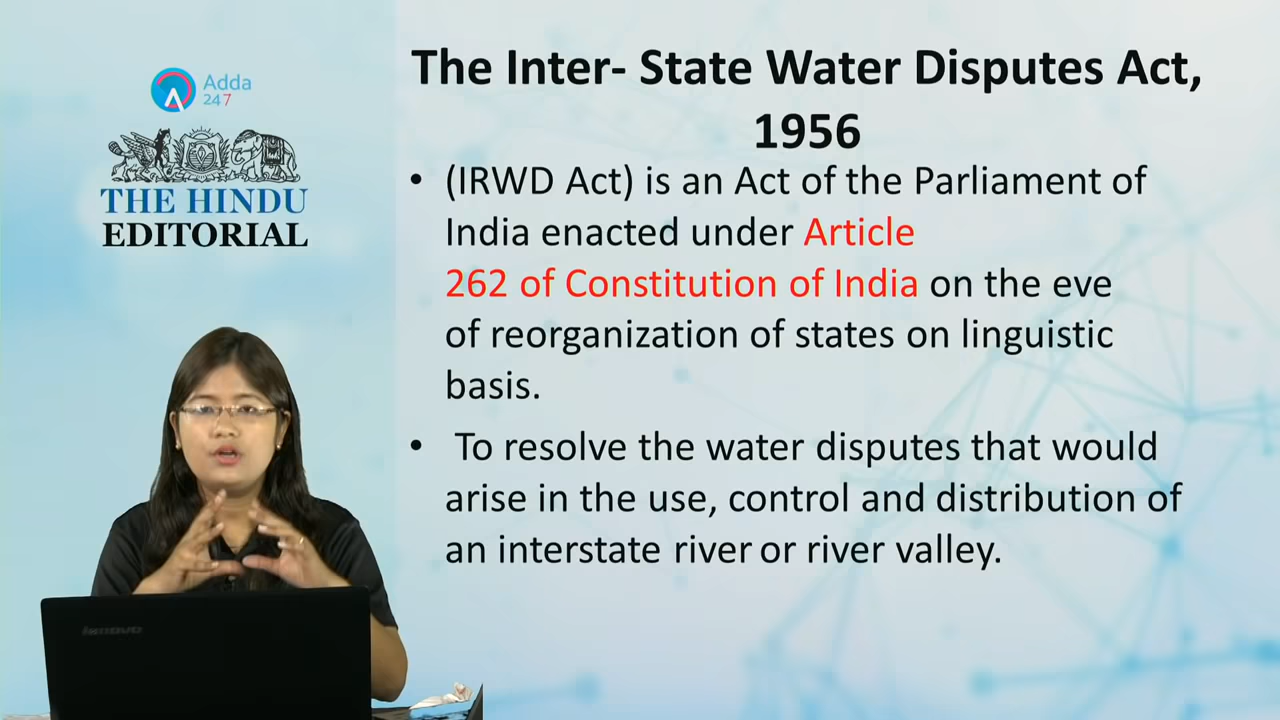 Adda
247
THE HINDU
EDITORIAL
The Inter- State Water Disputes Act,
1956
• (IRWD Act) is an Act of the Parliament of
India enacted under Article
262 of Constitution of India on the eve
of reorganization of states on linguistic
basis.
• To resolve the water disputes that would
arise in the use, control and distribution of
an interstate river or river valley.
lenovo